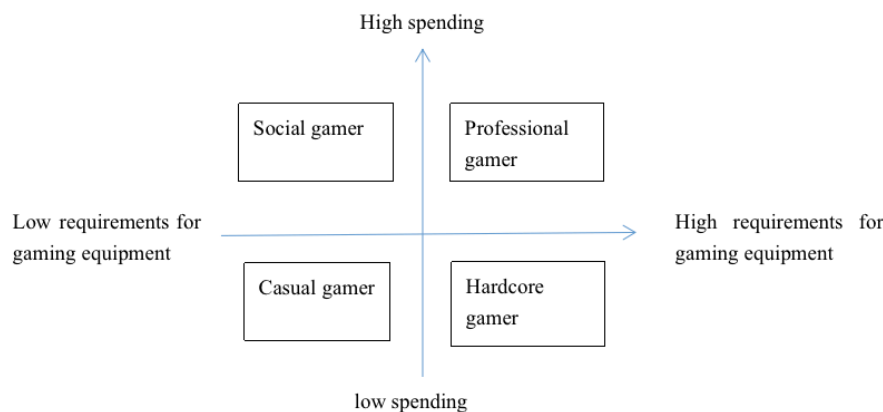 High spending
Social gamer
Professional
gamer
Low requirements for
gaming equipment
High requirements for
gaming equipment
Casual gamer
Hardcore
gamer
low spending